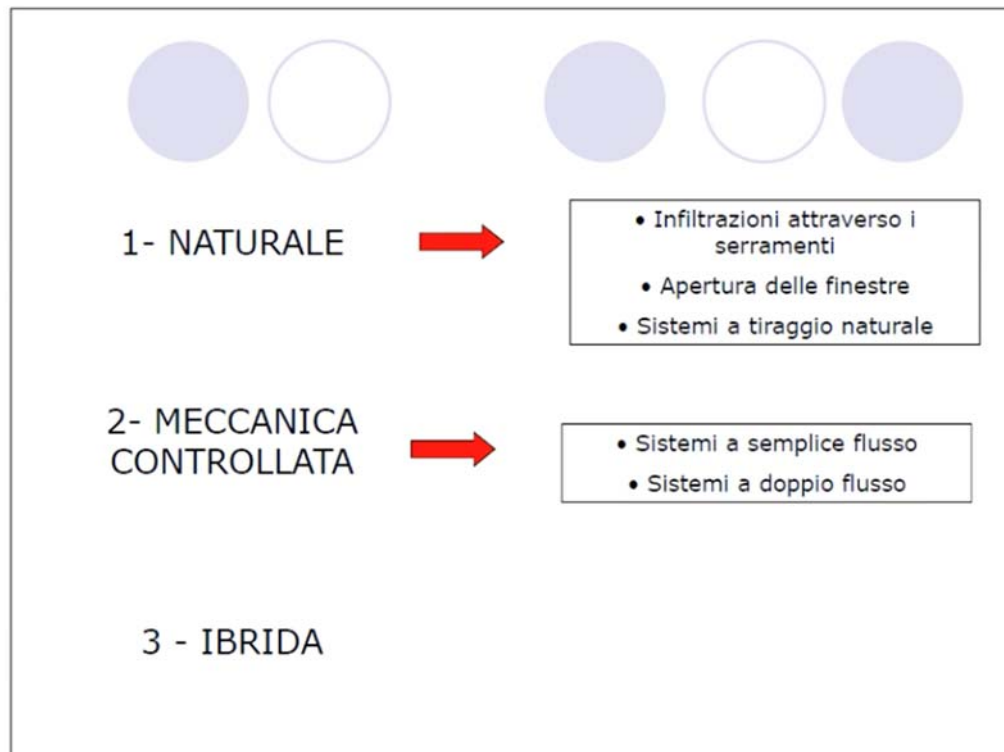 1- NATURALE
• Infiltrazioni attraverso i
serramenti
• Apertura delle finestre
• Sistemi a tiraggio naturale
2- MECCANICA
CONTROLLATA
• Sistemi a semplice flusso
• Sistemi a doppio flusso
3 - IBRIDA